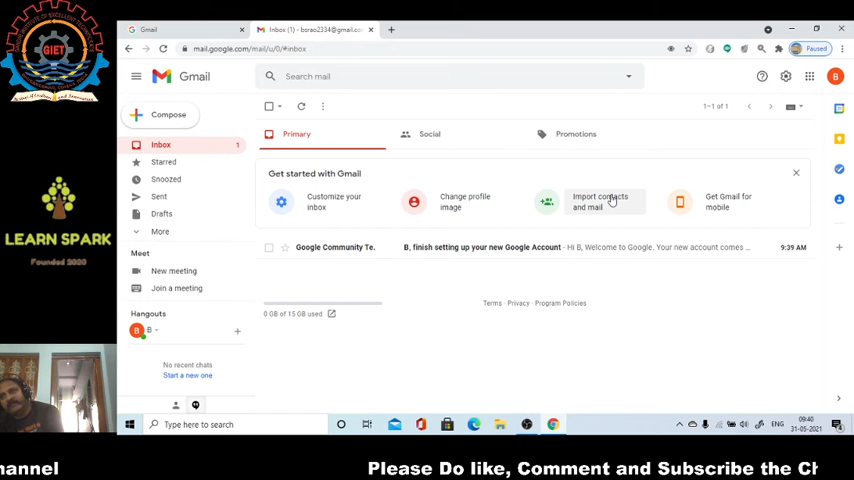 Gmail
Inbox (1) - bsrao2334@gmail.com
mail.google.com/mail/u/0/#inbox
Paused
GIET
Gmail
Search mail
B
Compose
1–1 of 1
Inbox 1
Primary
Social
Promotions
Starred
Snoozed
Sent
Drafts
More
Get started with Gmail
Customize your
inbox
Change profile
image
Import contacts
and mail
Get Gmail for
mobile
LEARN SPARK
Founded 2020
Google Community Te.
B, finish setting up your new Google Account - Hi B, Welcome to Google. Your new account comes ...
9:39 AM
Meet
New meeting
Join a meeting
Terms · Privacy · Program Policies
0 GB of 15 GB used
Hangouts
B B
No recent chats
Start a new one
Type here to search
ENG
09:40
31-05-2021
4
hannel
Please Do like, Comment and Subscribe the Ch